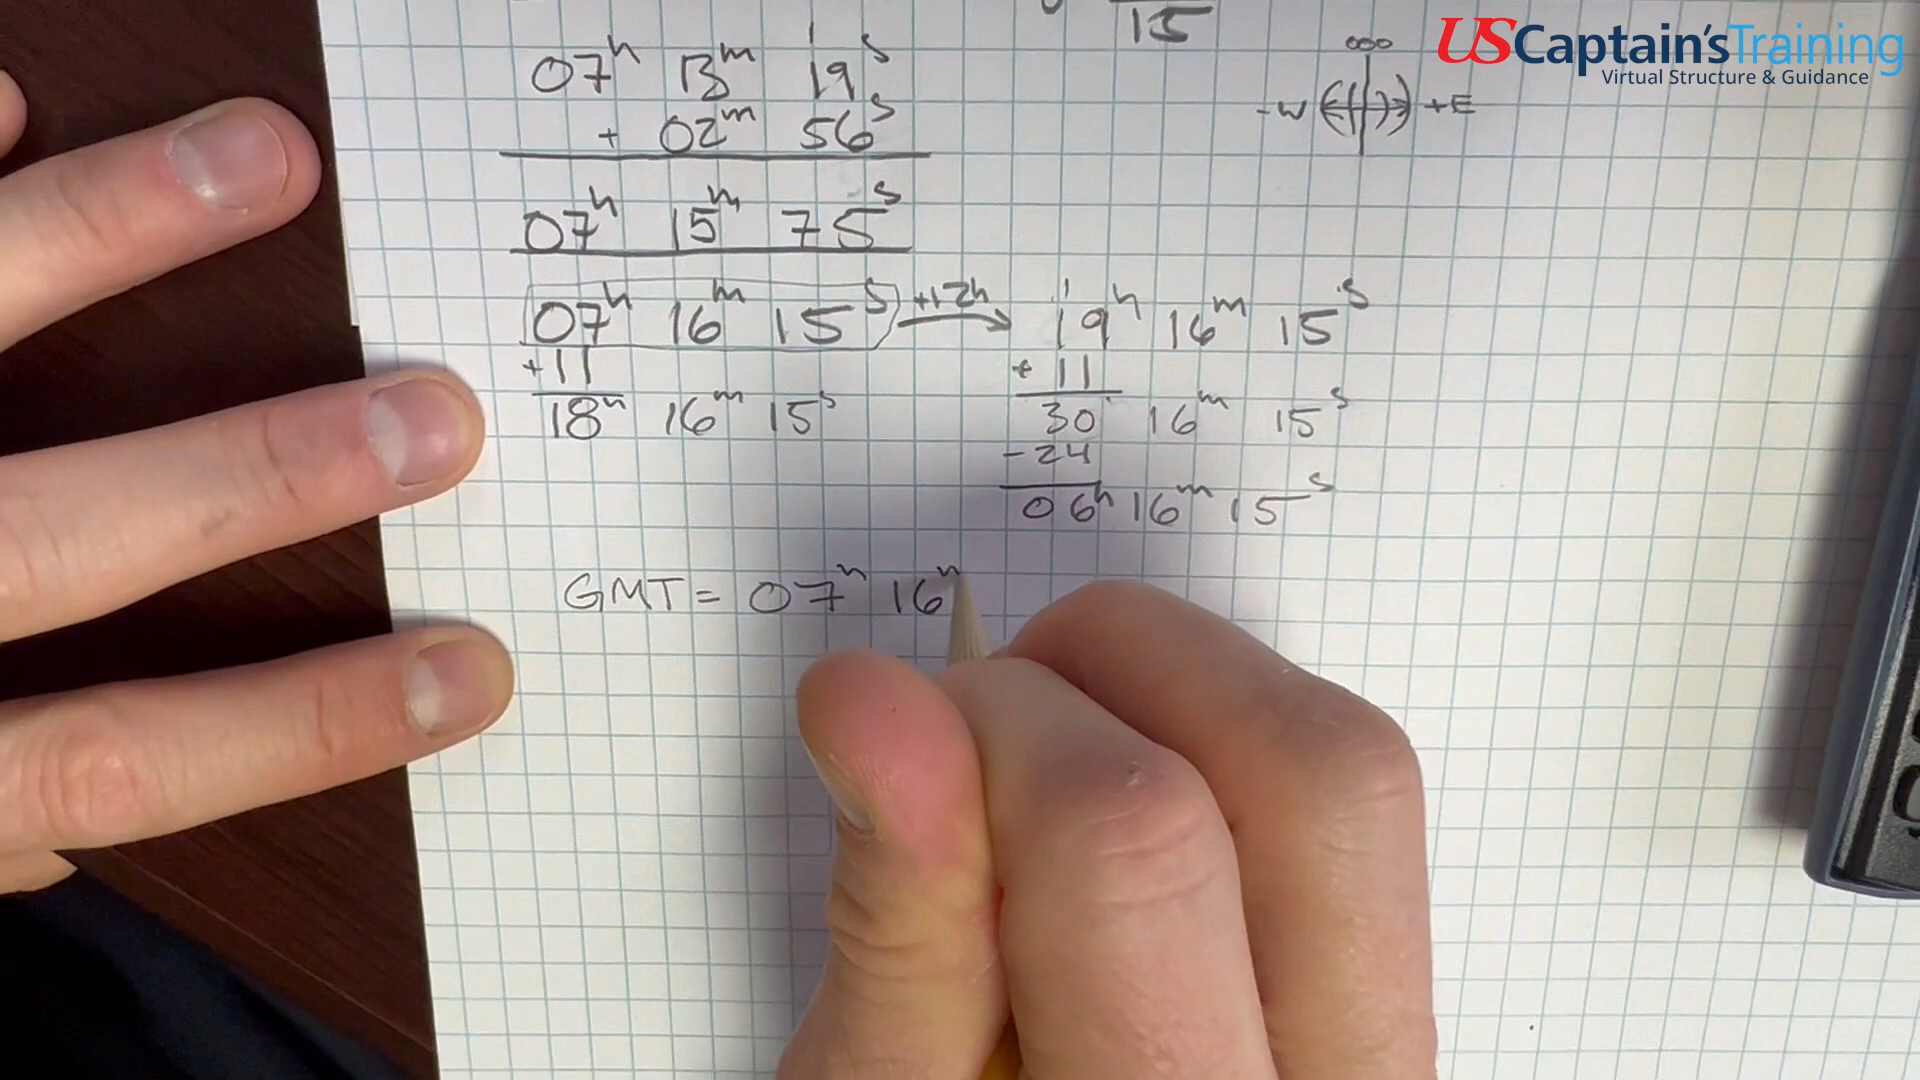 15
USCaptain'sTraining
Virtual Structure & Guidance
07h 13m 19s
+ 02m 56s
07h 15m 75s
000
-W +E
07h 16m 15s +12h 19h 16m 15s
+11 + 11
18h 16m 15s 30 16m 15s
-24
06h 16m 15s
GMT = 07h 16m